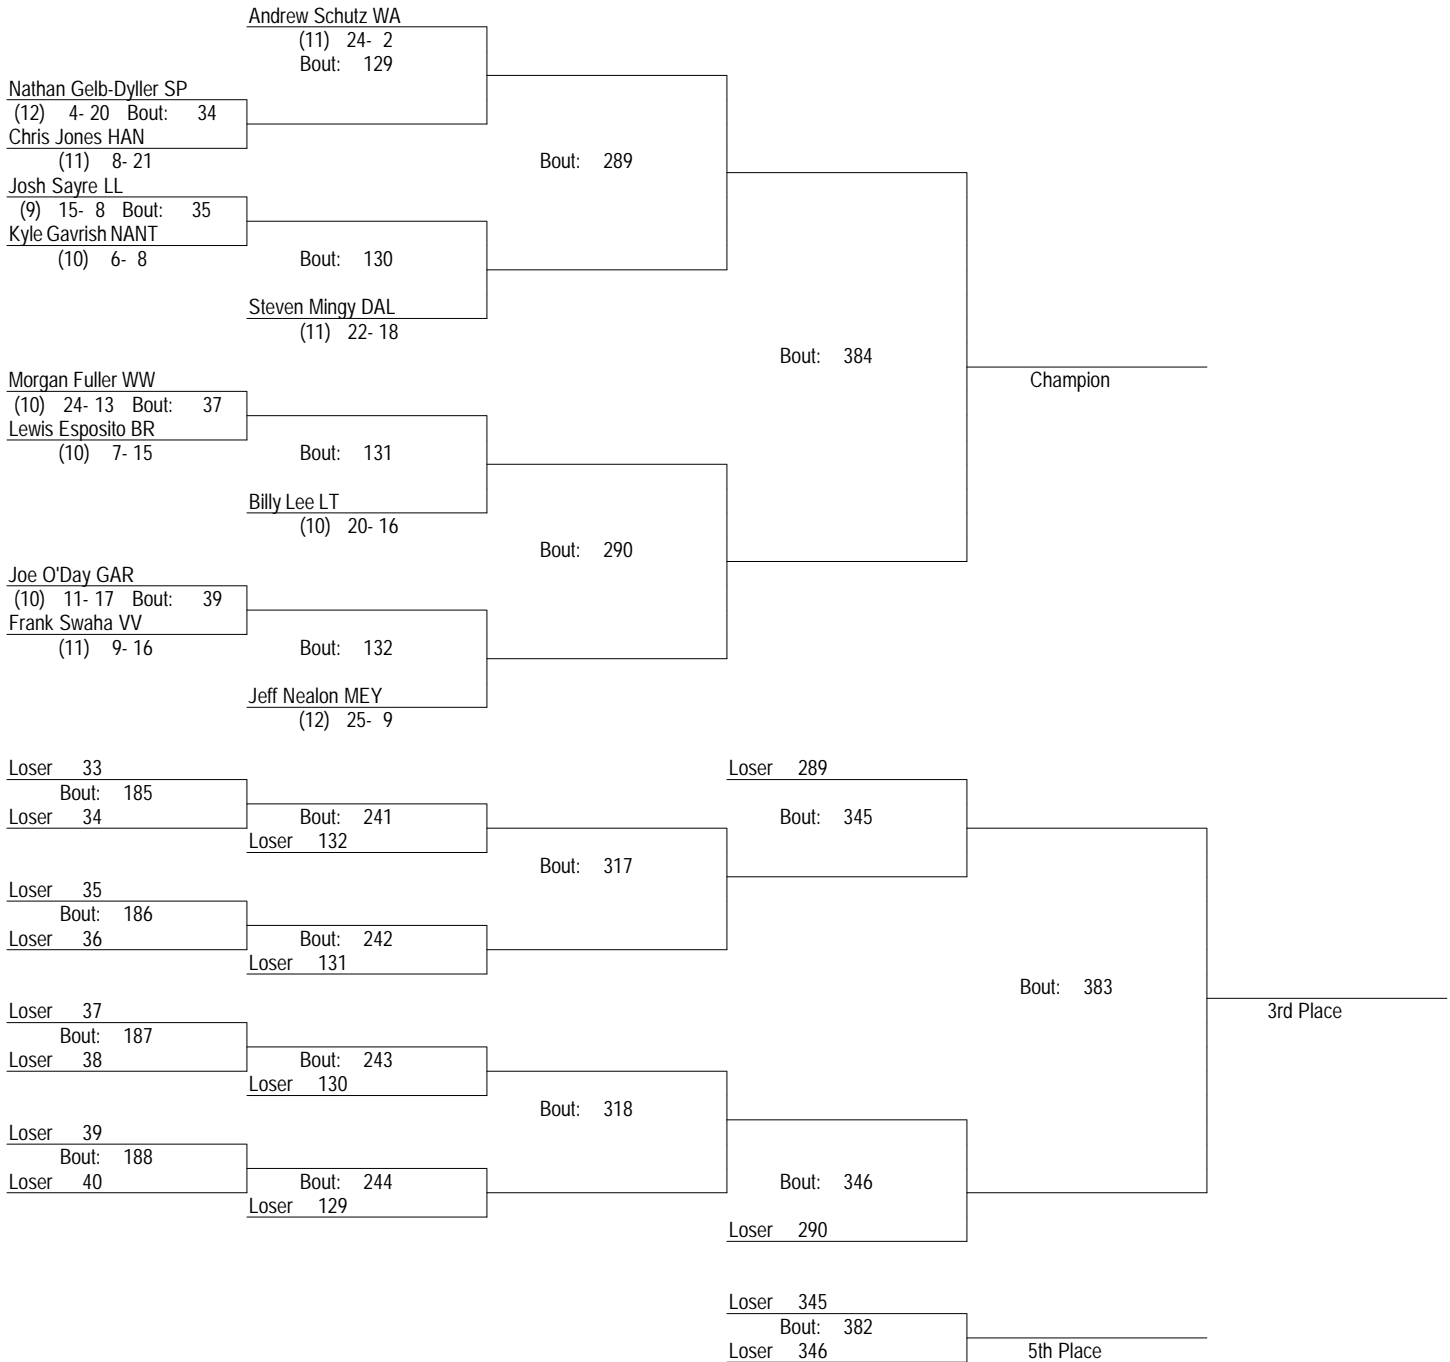 Andrew Schutz WA
(11) 24- 2
Bout: 129
Nathan Gelb-Dyller SP
(12) 4- 20 Bout: 34
Chris Jones HAN
(11) 8- 21
Bout: 289
Josh Sayre LL
(9) 15- 8 Bout: 35
Kyle Gavrish NANT
(10) 6- 8
Bout: 130
Steven Mingy DAL
(11) 22- 18
Bout: 384
Champion
Morgan Fuller WW
(10) 24- 13 Bout: 37
Lewis Esposito BR
(10) 7- 15
Bout: 131
Billy Lee LT
(10) 20- 16
Bout: 290
Joe O'Day GAR
(10) 11- 17 Bout: 39
Frank Swaha VV
(11) 9- 16
Bout: 132
Jeff Nealon MEY
(12) 25- 9
Loser 33
Bout: 185
Loser 34
Bout: 241
Loser 132
Loser 289
Bout: 345
Bout: 317
Loser 35
Bout: 186
Loser 36
Bout: 242
Loser 131
Bout: 383
3rd Place
Loser 37
Bout: 187
Loser 38
Bout: 243
Loser 130
Bout: 318
Loser 39
Bout: 188
Loser 40
Bout: 244
Loser 129
Bout: 346
Loser 290
Loser 345
Bout: 382
Loser 346
5th Place